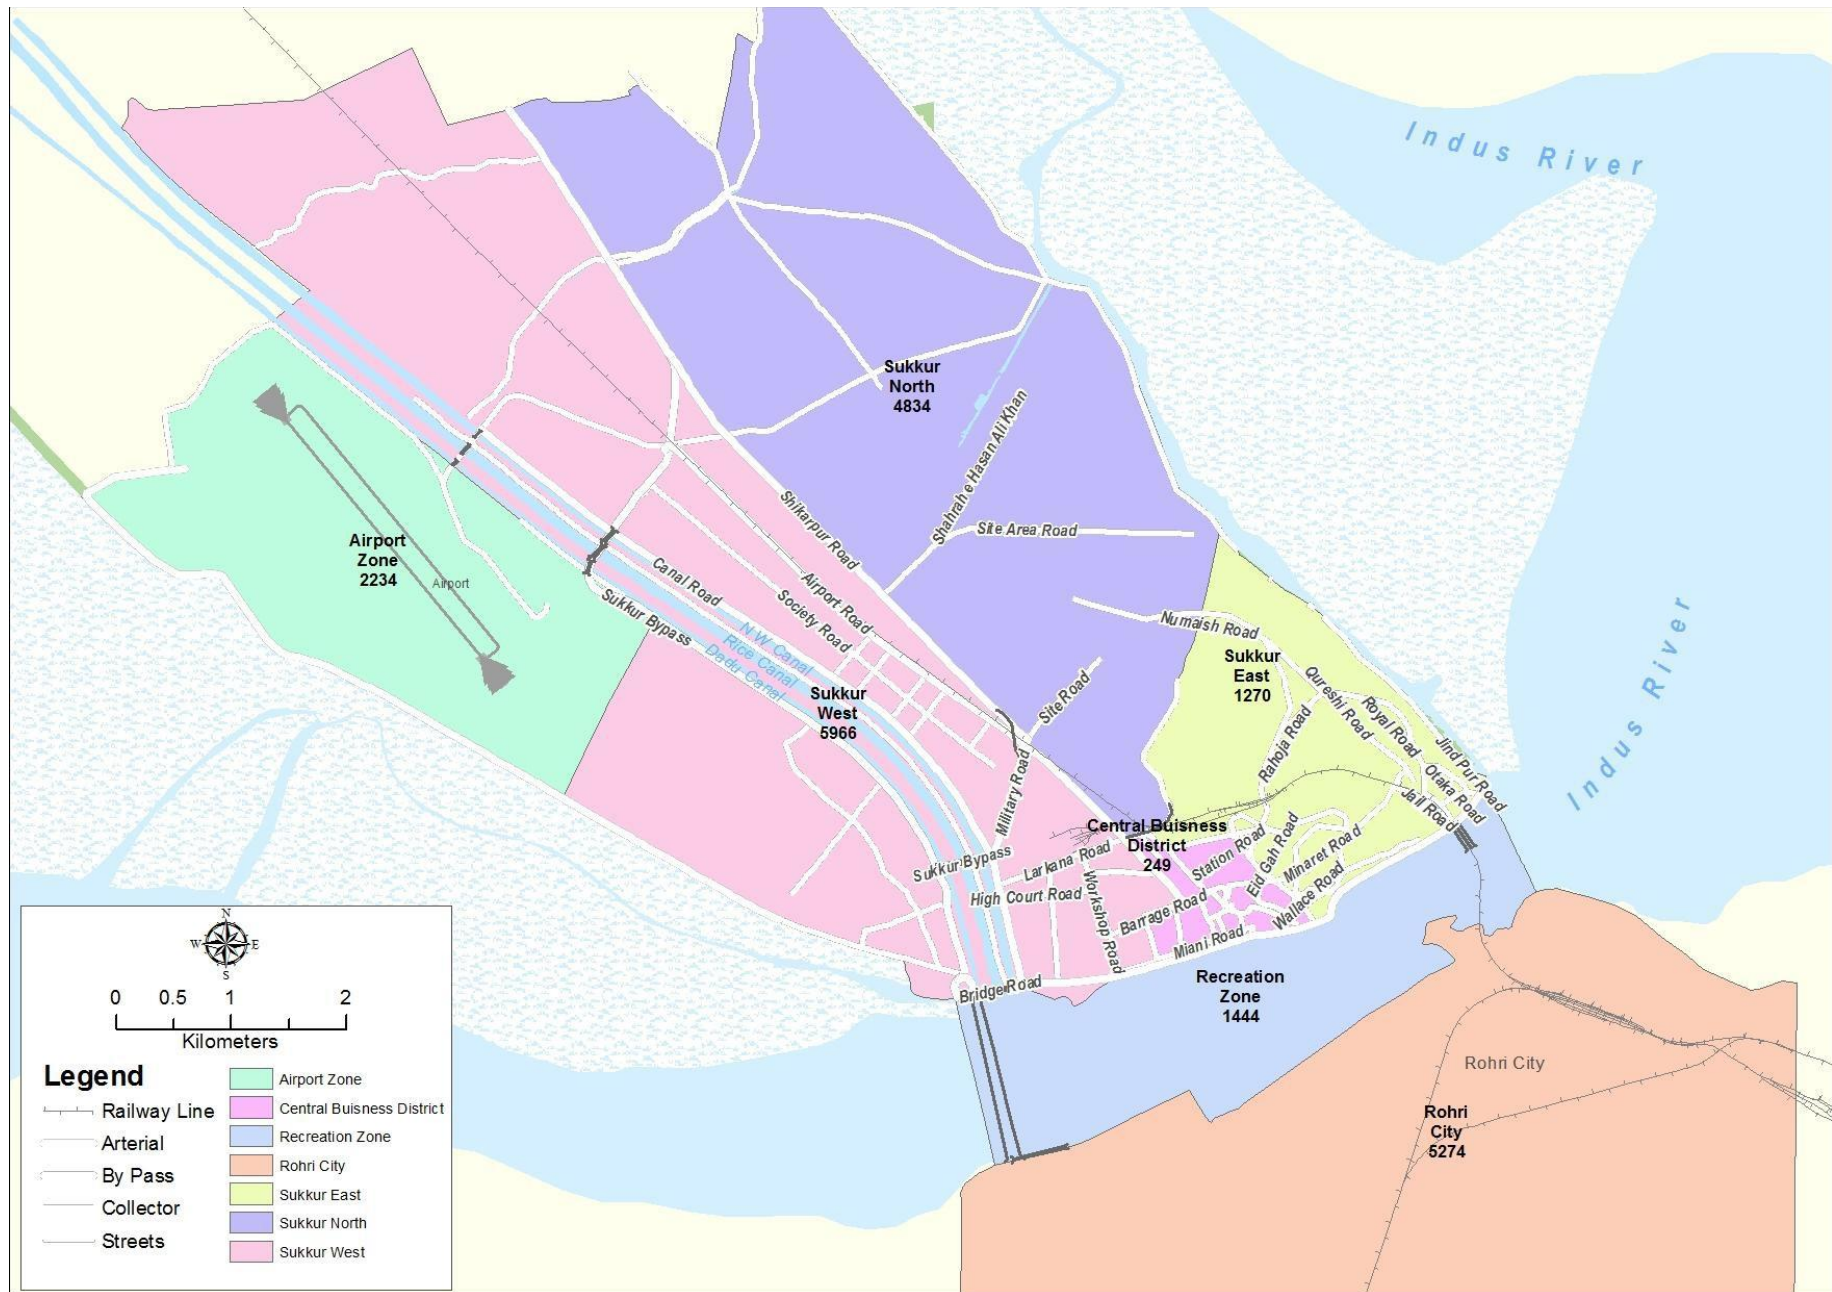 Indus River
Sukkur
North
4834
Shahrah e Hasan Ali Khan
Site Area Road
Shikarpur Road
Airport
Zone
2234
Airport
Canal Road
Airport Road
Society Road
Sukkur Bypass
N W Canal
Rice Canal
Dadu Canal
Sukkur
West
5966
Numaish Road
Sukkur
East
1270
Indus River
Site Road
Qureshi Road
Royal Road
Rahoja Road
Jind Pur Road
Otaka Road
Jail Road
Military Road
Central Buisness
District
249
Station Road
Eid Gah Road
Minaret Road
Wallace Road
Sukkur Bypass
Larkana Road
High Court Road
Workshop Road
Barrage Road
Miani Road
Bridge Road
Recreation
Zone
1444
Rohri City
Rohri
City
5274
N
W
E
S
0 0.5 1 2
Kilometers
Legend
Railway Line
Arterial
By Pass
Collector
Streets
Airport Zone
Central Buisness District
Recreation Zone
Rohri City
Sukkur East
Sukkur North
Sukkur West